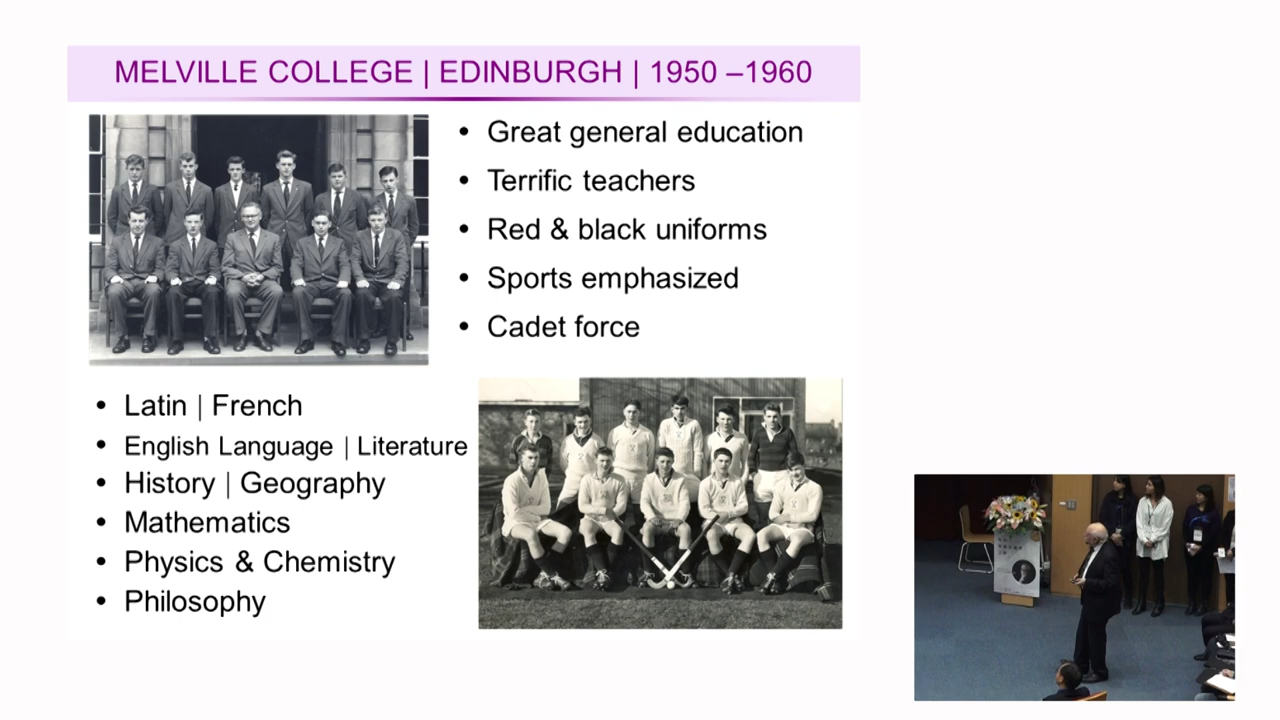 MELVILLE COLLEGE | EDINBURGH | 1950 –1960
• Great general education
• Terrific teachers
• Red & black uniforms
• Sports emphasized
• Cadet force
• Latin | French
• English Language | Literature
• History | Geography
• Mathematics
• Physics & Chemistry
• Philosophy